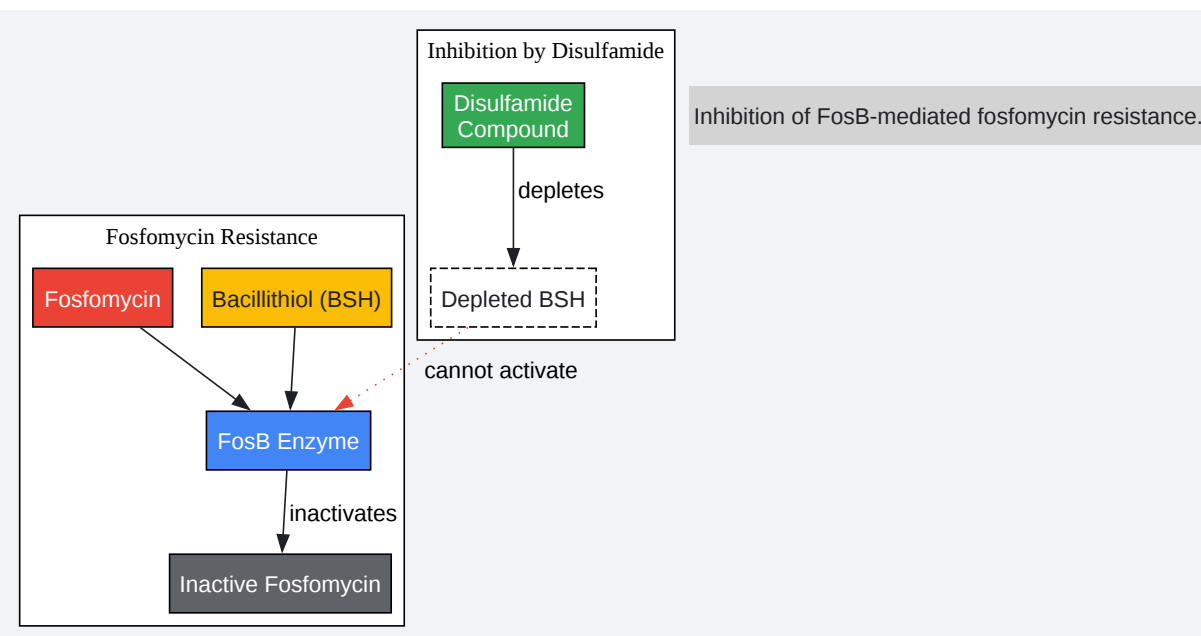 Inhibition by Disulfamide
Disulfamide
Compound
Inhibition of FosB-mediated fosfomycin resistance.
depletes
Fosfomycin Resistance
Fosfomycin
Bacillithiol (BSH)
Depleted BSH
cannot activate
FosB Enzyme
inactivates
Inactive Fosfomycin